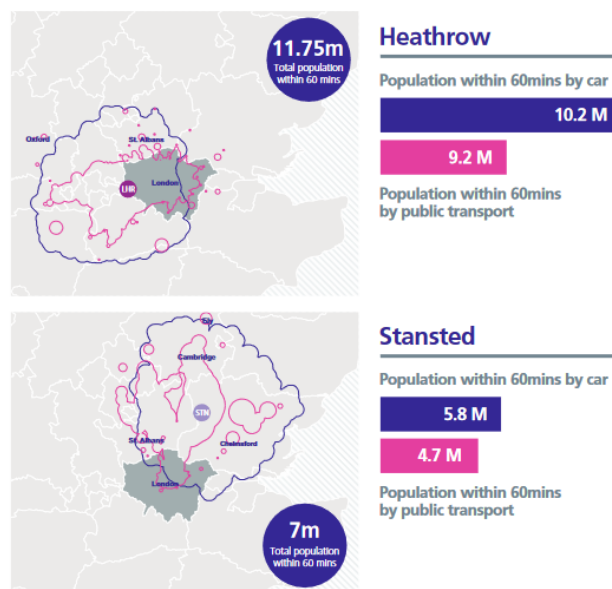 11.75m
Total population
within 60 mins
Oxford
St. Albans
LHR
London
Heathrow
Population within 60mins by car
10.2 M
9.2 M
Population within 60mins
by public transport
Ely
Cambridge
STN
St. Albans
Chelmsford
London
7m
Total population
within 60 mins
Stansted
Population within 60mins by car
5.8 M
4.7 M
Population within 60mins
by public transport